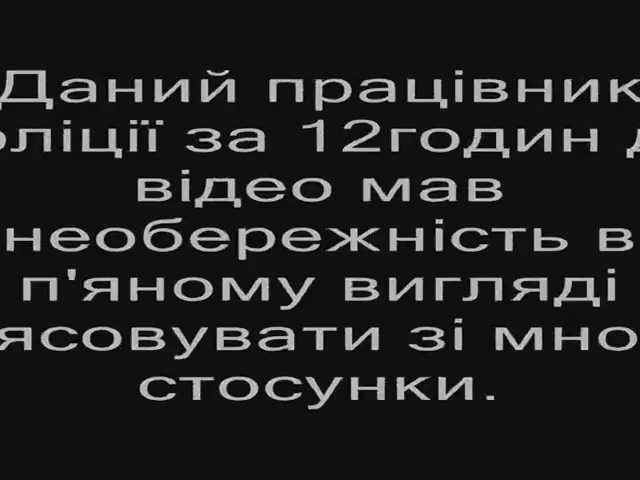 Даний працівник
оліції за 12годин д
відео мав
необережність в
п'яному вигляді
ясовувати зі мно
стосунки.